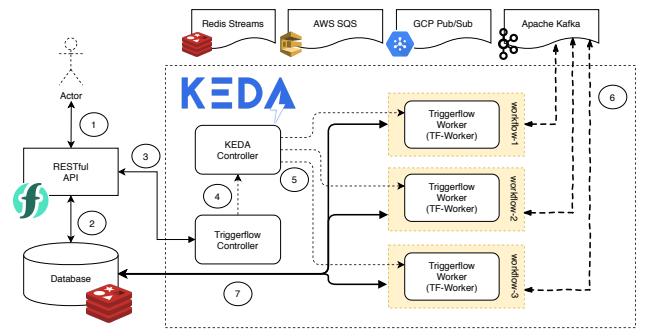 Redis Streams
AWS SQS
GCP Pub/Sub
Apache Kafka
KEDA
6
Actor
1
RESTful
API
3
2
Database
KEDA
Controller
4
5
Triggerflow
Controller
7
Triggerflow
Worker
(TF-Worker)
workflow-1
Triggerflow
Worker
(TF-Worker)
workflow-2
Triggerflow
Worker
(TF-Worker)
workflow-3